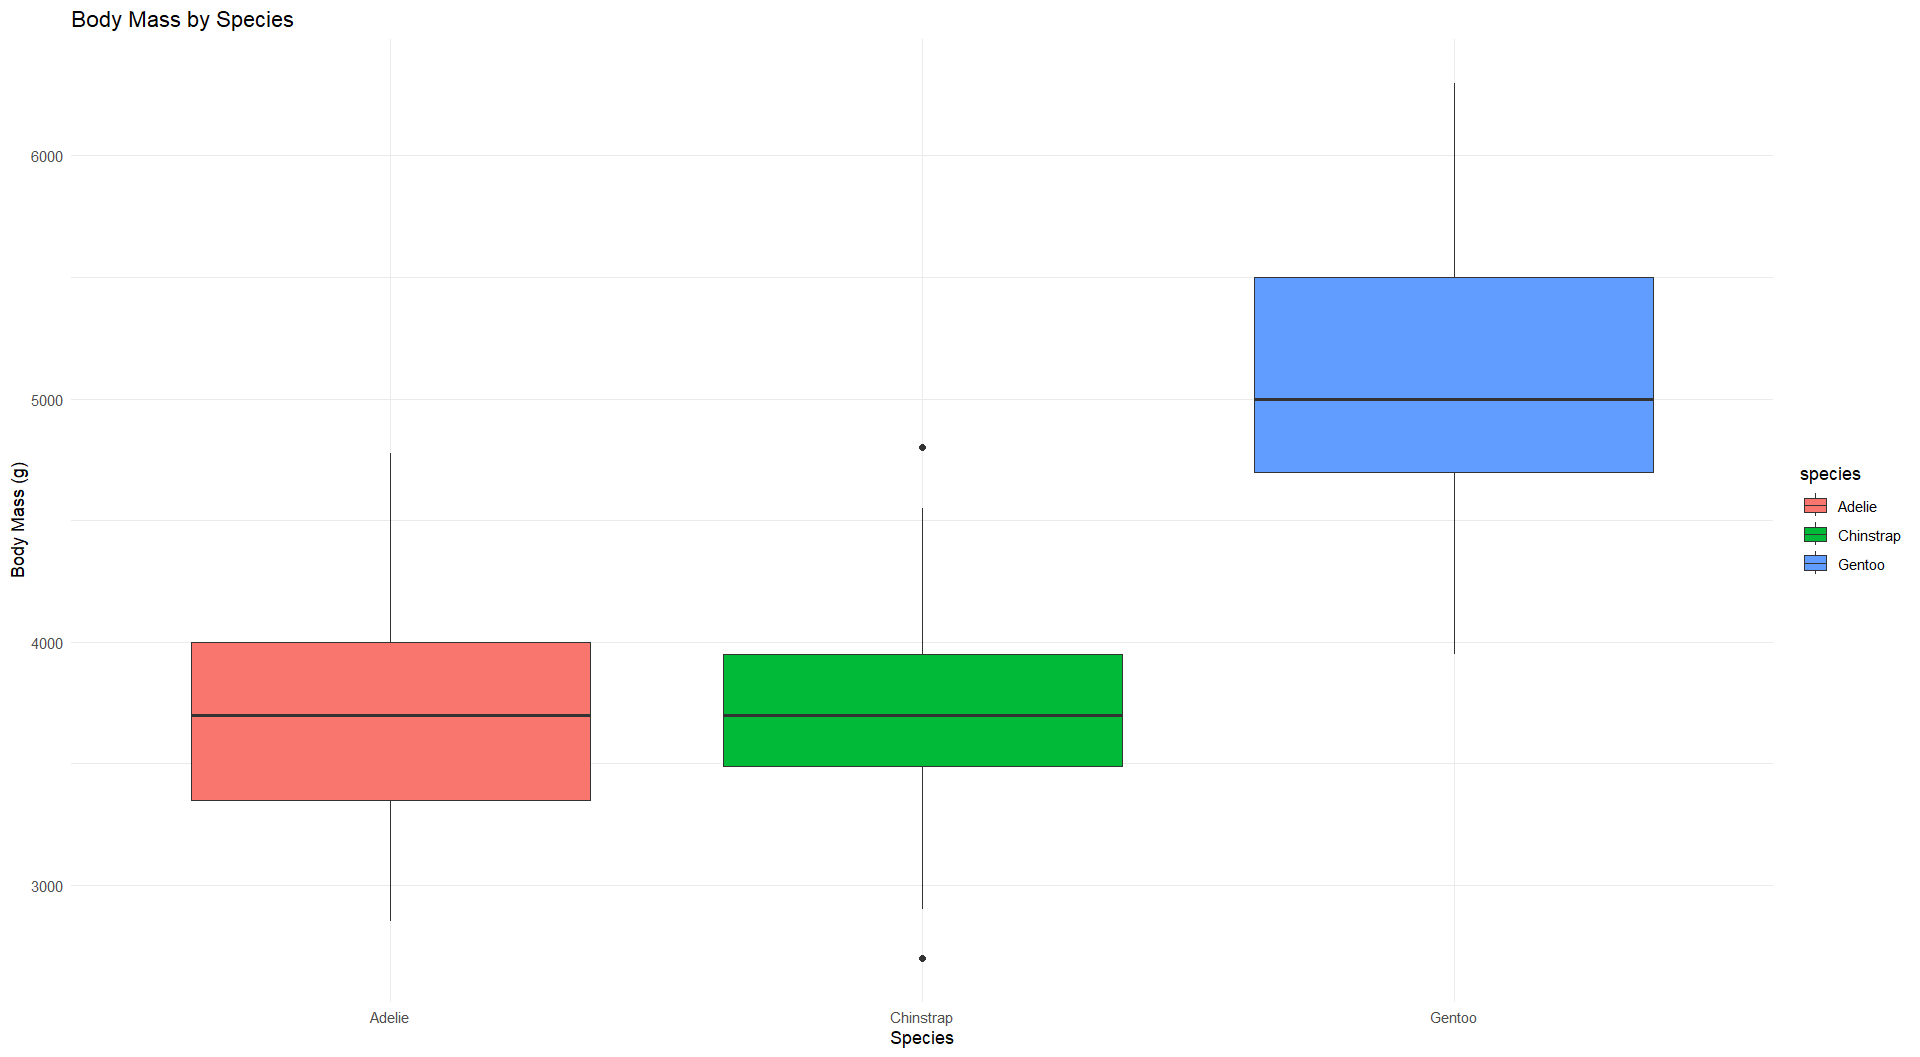 Body Mass by Species
Body Mass (g)
6000
5000
4000
3000
Adelie
Chinstrap
Gentoo
Species
species
Adelie
Chinstrap
Gentoo